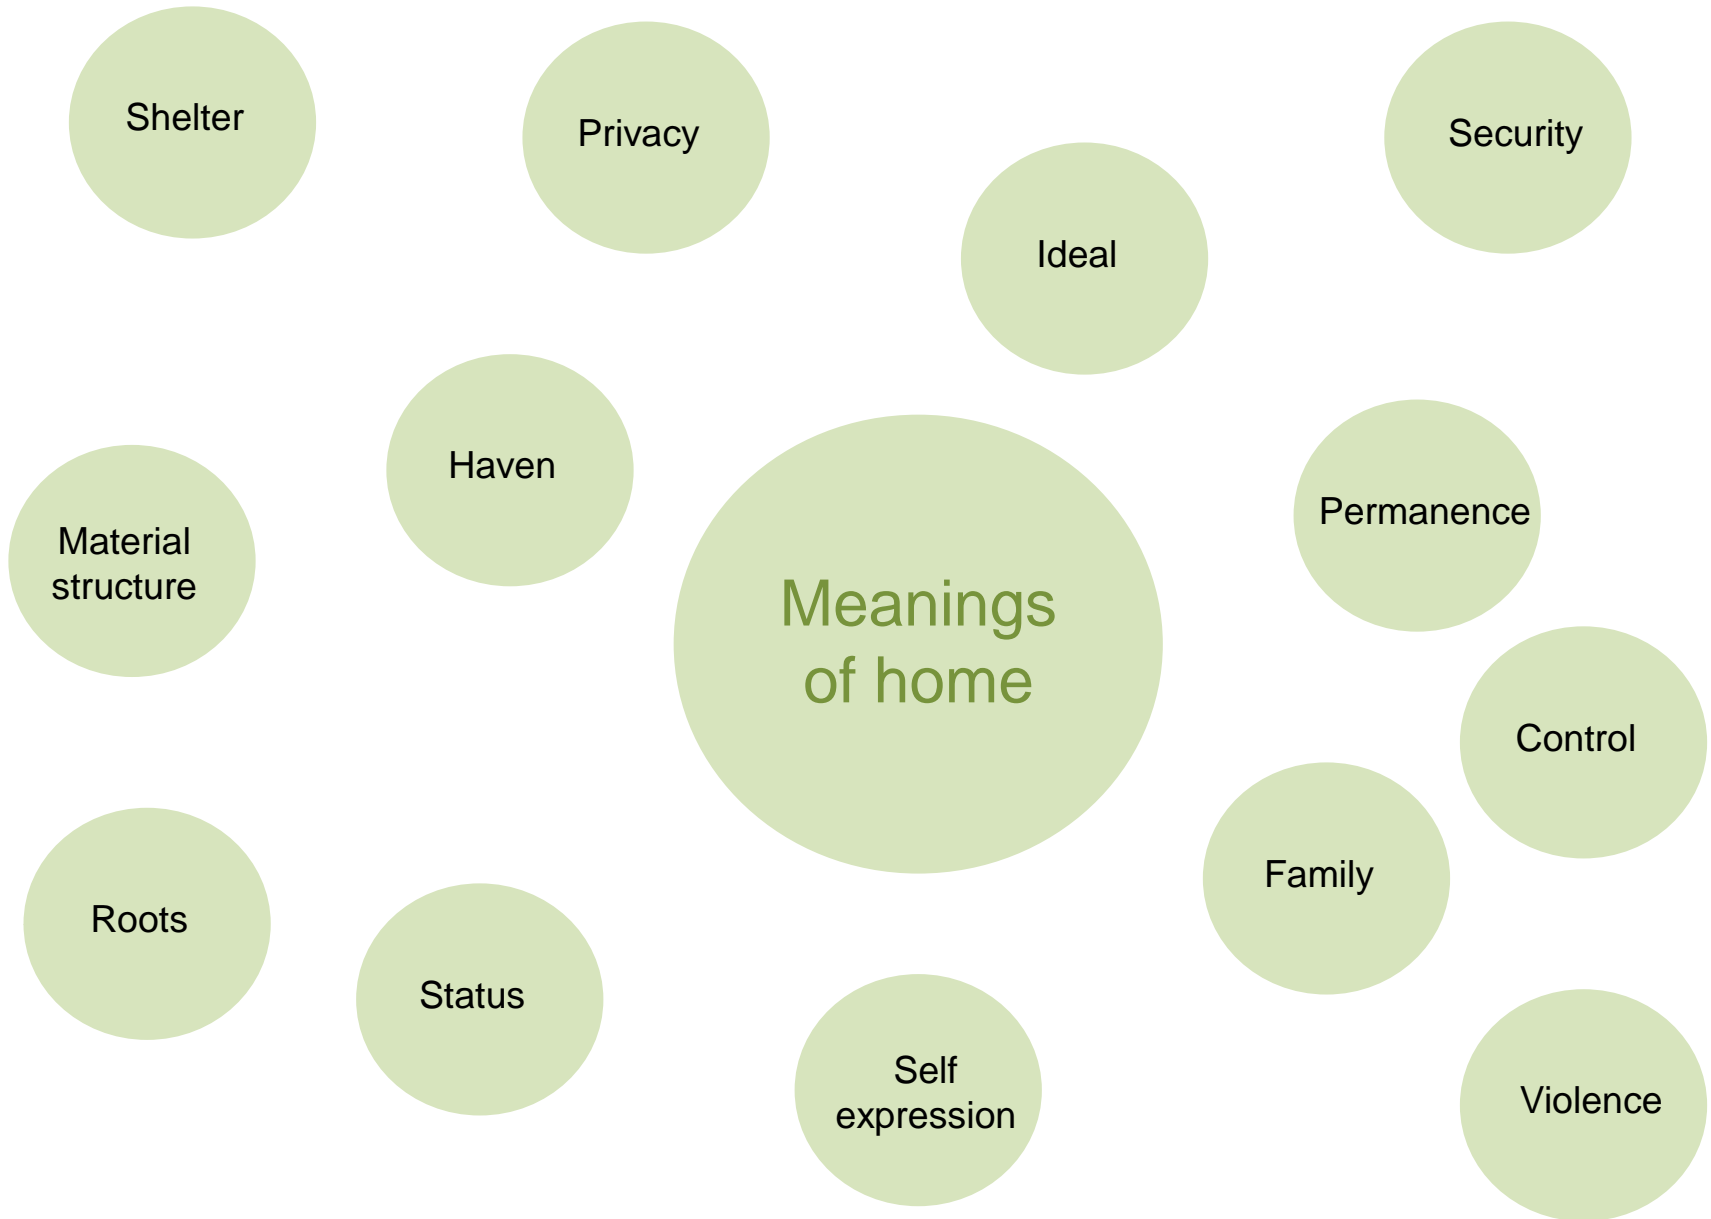 Shelter
Privacy
Security
Ideal
Haven
Permanence
Material
structure
Meanings
of home
Control
Family
Roots
Status
Self
expression
Violence